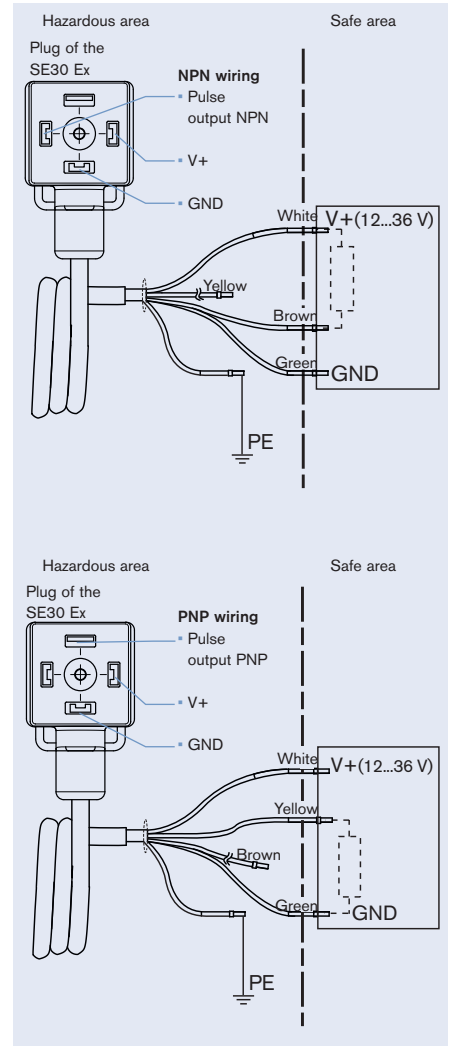 Hazardous area
Safe area
Plug of the
SE30 Ex
NPN wiring
Pulse
output NPN
V+
GND
White
V+(12...36 V)
Yellow
Brown
Green
GND
PE
Hazardous area
Safe area
Plug of the
SE30 Ex
PNP wiring
Pulse
output PNP
V+
GND
White
V+(12...36 V)
Yellow
Brown
Green
GND
PE